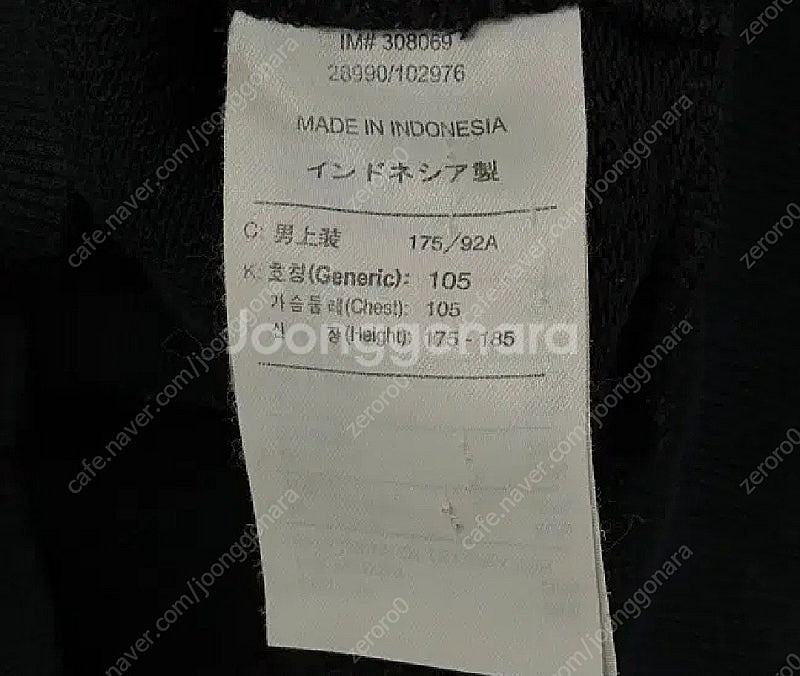 IM# 308069
28990/102976
MADE IN INDONESIA
インドネシア製
C: 男上装 175/92A
K: 호칭(Generic): 105
가슴둘레(Chest): 105
신 장(Height): 175 - 185
Joonggonara
cafe.naver.com/joonggonara
zeroro0